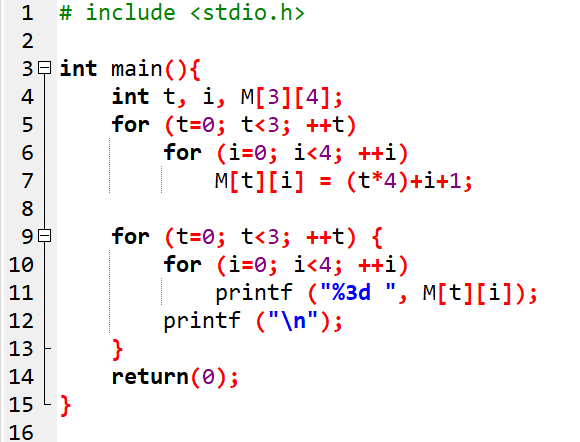 1 # include <stdio.h>
2
3 int main(){
4     int t, i, M[3][4];
5     for (t=0; t<3; ++t)
6         for (i=0; i<4; ++i)
7             M[t][i] = (t*4)+i+1;
8
9     for (t=0; t<3; ++t) {
10         for (i=0; i<4; ++i)
11             printf ("%3d ", M[t][i]);
12         printf ("\n");
13     }
14     return(0);
15 }
16